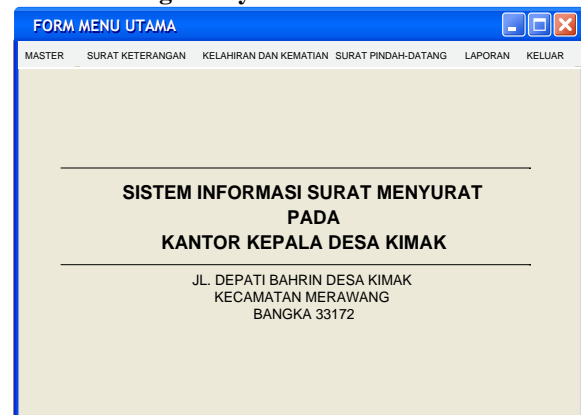 FORM MENU UTAMA
MASTER SURAT KETERANGAN KELAHIRAN DAN KEMATIAN SURAT PINDAH-DATANG LAPORAN KELUAR
SISTEM INFORMASI SURAT MENYURAT
PADA
KANTOR KEPALA DESA KIMAK
JL. DEPATI BAHRIN DESA KIMAK
KECAMATAN MERAWANG
BANGKA 33172